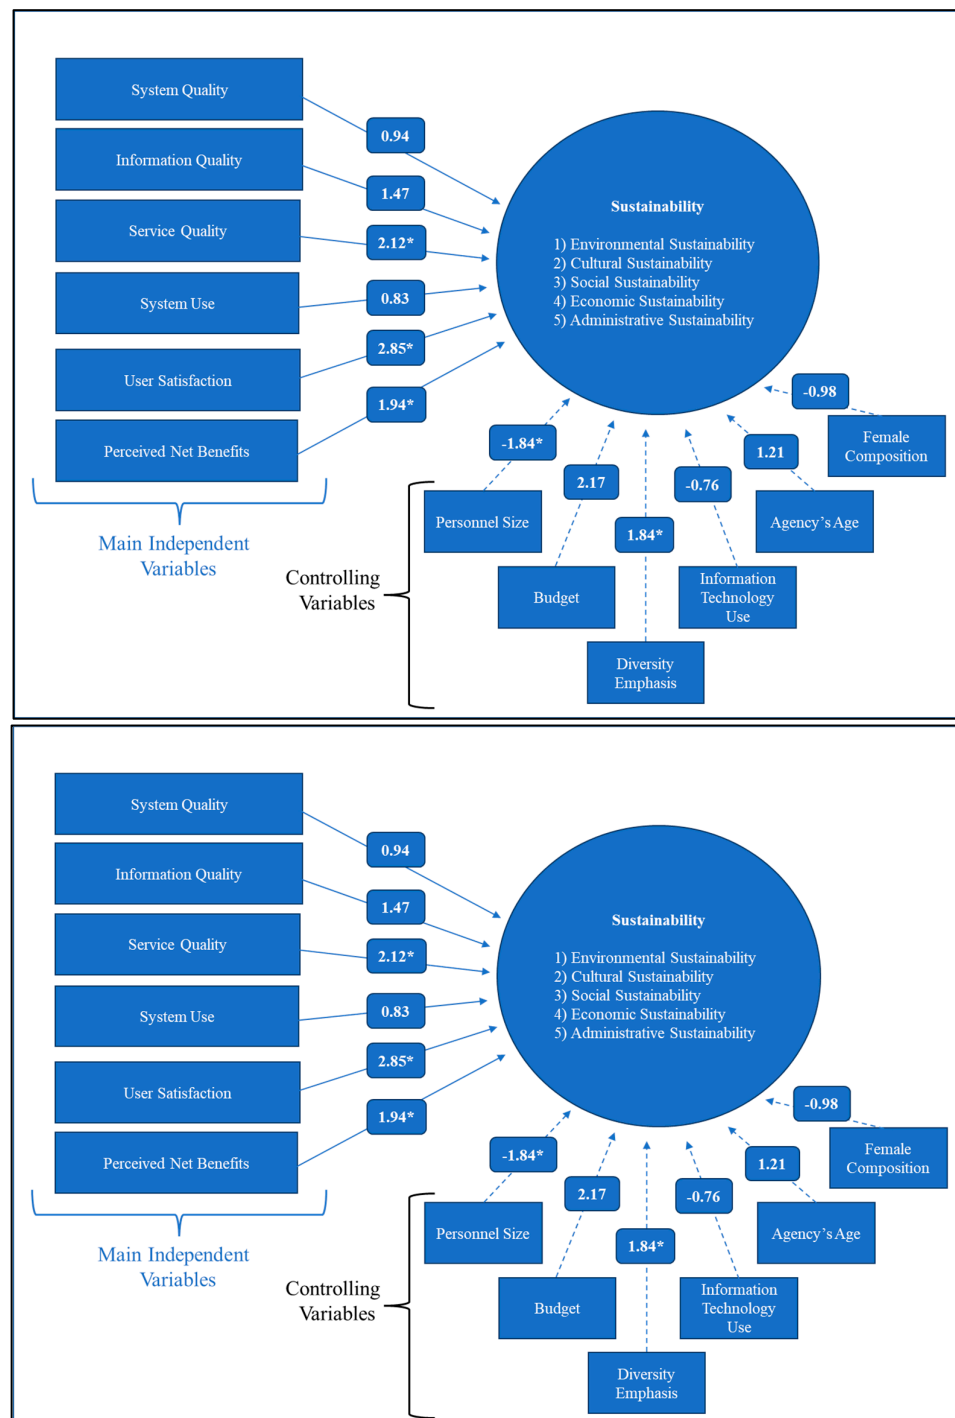 System Quality
0.94
Information Quality
1.47
Service Quality
2.12*
System Use
0.83
User Satisfaction
2.85*
Perceived Net Benefits
1.94*
Main Independent
Variables
Sustainability
1) Environmental Sustainability
2) Cultural Sustainability
3) Social Sustainability
4) Economic Sustainability
5) Administrative Sustainability
Controlling
Variables
-1.84*
Personnel Size
2.17
Budget
1.84*
Diversity
Emphasis
-0.76
Information
Technology
Use
1.21
Agency's Age
-0.98
Female
Composition
System Quality
0.94
Information Quality
1.47
Service Quality
2.12*
System Use
0.83
User Satisfaction
2.85*
Perceived Net Benefits
1.94*
Main Independent
Variables
Sustainability
1) Environmental Sustainability
2) Cultural Sustainability
3) Social Sustainability
4) Economic Sustainability
5) Administrative Sustainability
Controlling
Variables
-1.84*
Personnel Size
2.17
Budget
1.84*
Diversity
Emphasis
-0.76
Information
Technology
Use
1.21
Agency's Age
-0.98
Female
Composition